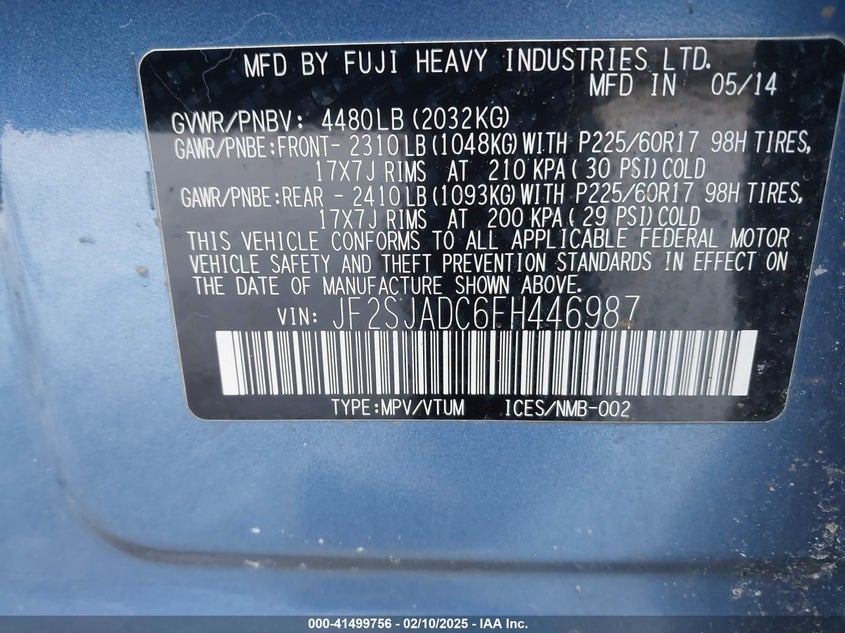 MFD BY FUJI HEAVY INDUSTRIES LTD.
MFD IN 05/14
GVWR/PNBV: 4480LB (2032KG)
GAWR/PNBE:FRONT- 2310 LB (1048KG) WITH P225/60R17 98H TIRES,
17X7J RIMS AT 210 KPA ( 30 PSI) COLD
GAWR/PNBE:REAR - 2410 LB (1093KG) WITH P225/60R17 98H TIRES,
17X7J RIMS AT 200 KPA ( 29 PSI) COLD
THIS VEHICLE CONFORMS TO ALL APPLICABLE FEDERAL MOTOR
VEHICLE SAFETY AND THEFT PREVENTION STANDARDS IN EFFECT ON
THE DATE OF MANUFACTURE SHOWN ABOVE.
VIN: JF2SJADC6FH446987
TYPE:MPV/VTUM ICES/NMB-002
000-41499756 - 02/10/2025 - IAA Inc.